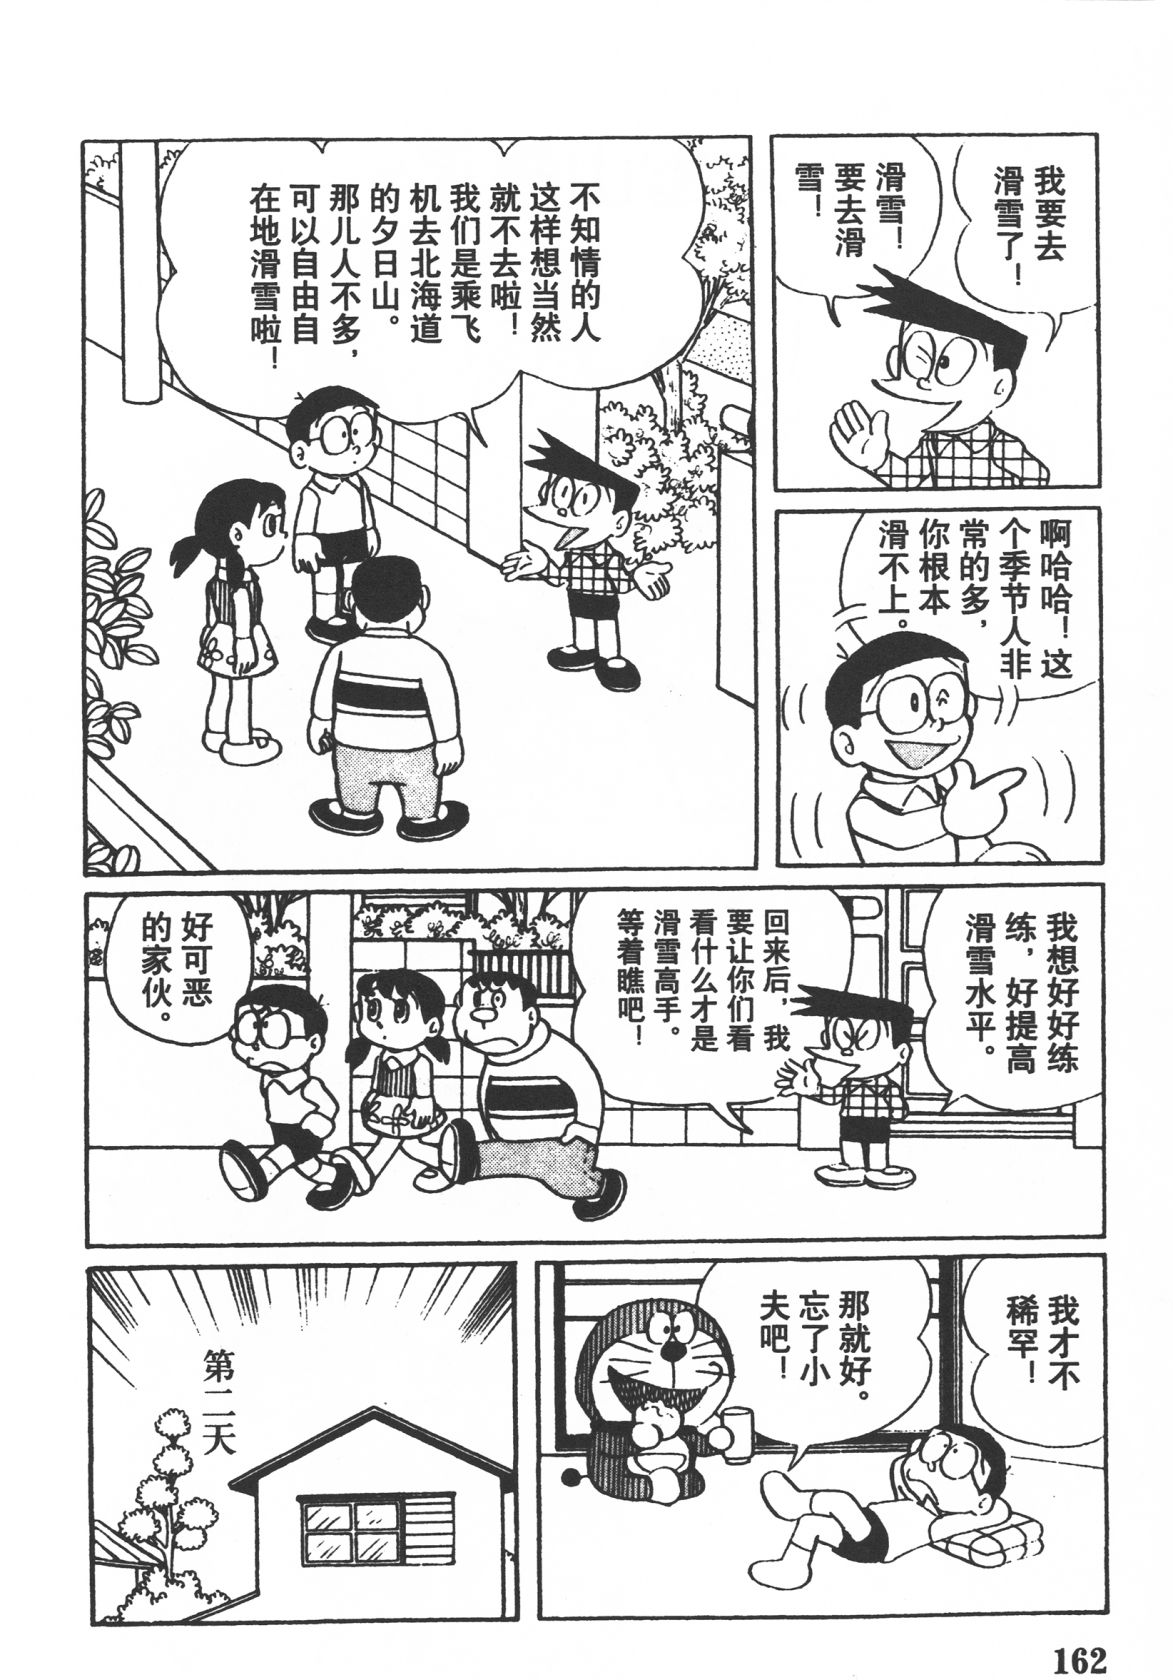 我要去
滑雪了！
滑雪！
要去滑
雪！
啊哈哈！这
个季节人非
常的多，
你根本
滑不上。
不知情的人
这样想当然
就不去啦！
我们是乘飞
机去北海道
的夕日山。
那儿人不多，
可以自由自
在地滑雪啦！
我想好好练
练，好提高
滑雪水平。
回来后，我
要让你们看
看什么才是
滑雪高手。
等着瞧吧！
好可恶
的家伙。
我才不
稀罕！
那就好。
忘了小
夫吧！
第二天
162